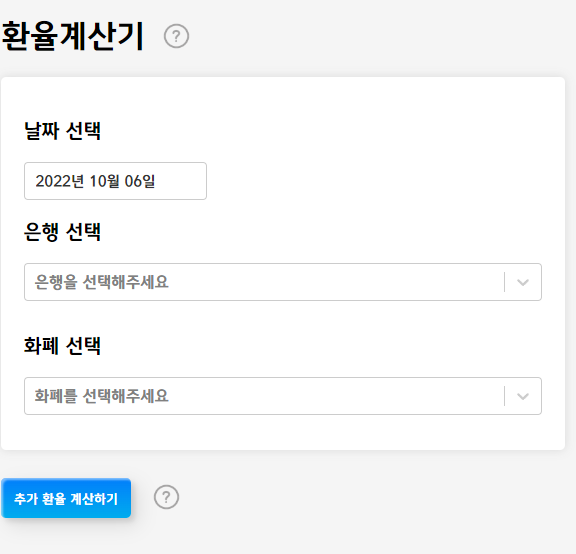 환율계산기 ?
날짜 선택
2022년 10월 06일
은행 선택
은행을 선택해주세요
화폐 선택
화폐를 선택해주세요
추가 환율 계산하기 ?